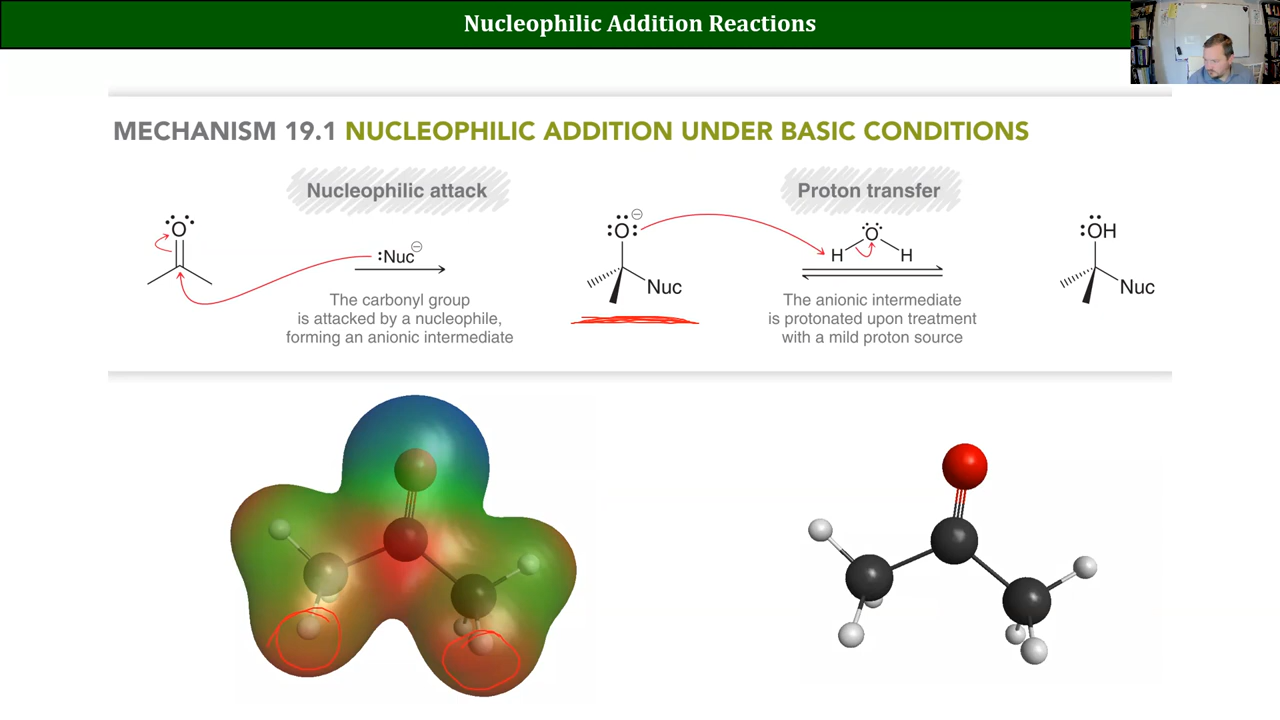 Nucleophilic Addition Reactions
MECHANISM 19.1 NUCLEOPHILIC ADDITION UNDER BASIC CONDITIONS
Nucleophilic attack
Proton transfer
O
:Nuc⊖
The carbonyl group
is attacked by a nucleophile,
forming an anionic intermediate
:O: ⊖
Nuc
H O H
The anionic intermediate
is protonated upon treatment
with a mild proton source
:OH
Nuc